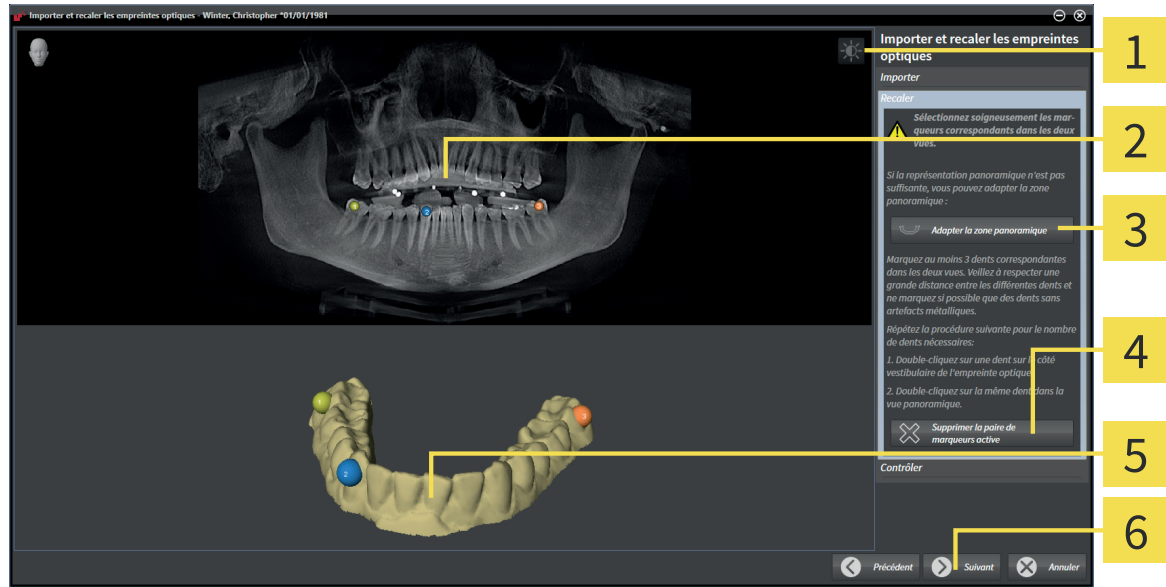 Importer et recaler les empreintes optiques - Winter, Christopher *01/01/1981
Importer et recaler les empreintes
optiques
Importer
Recaler
Sélectionnez soigneusement les mar-
queurs correspondants dans les deux
vues.
Si la représentation panoramique n'est pas
suffisante, vous pouvez adapter la zone
panoramique :
Adapter la zone panoramique
Marquez au moins 3 dents correspondantes
dans les deux vues. Veillez à respecter une
grande distance entre les différentes dents et
ne marquez si possible que des dents sans
artefacts métalliques.
Répétez la procédure suivante pour le nombre
de dents nécessaires:
1. Double-cliquez sur une dent sur le côté
vestibulaire de l'empreinte optique.
2. Double-cliquez sur la même dent dans la
vue panoramique.
Supprimer la paire de
marqueurs active
Contrôler
Précédent
Suivant
Annuler
1
2
3
4
5
6
1
2
3
1
2
3